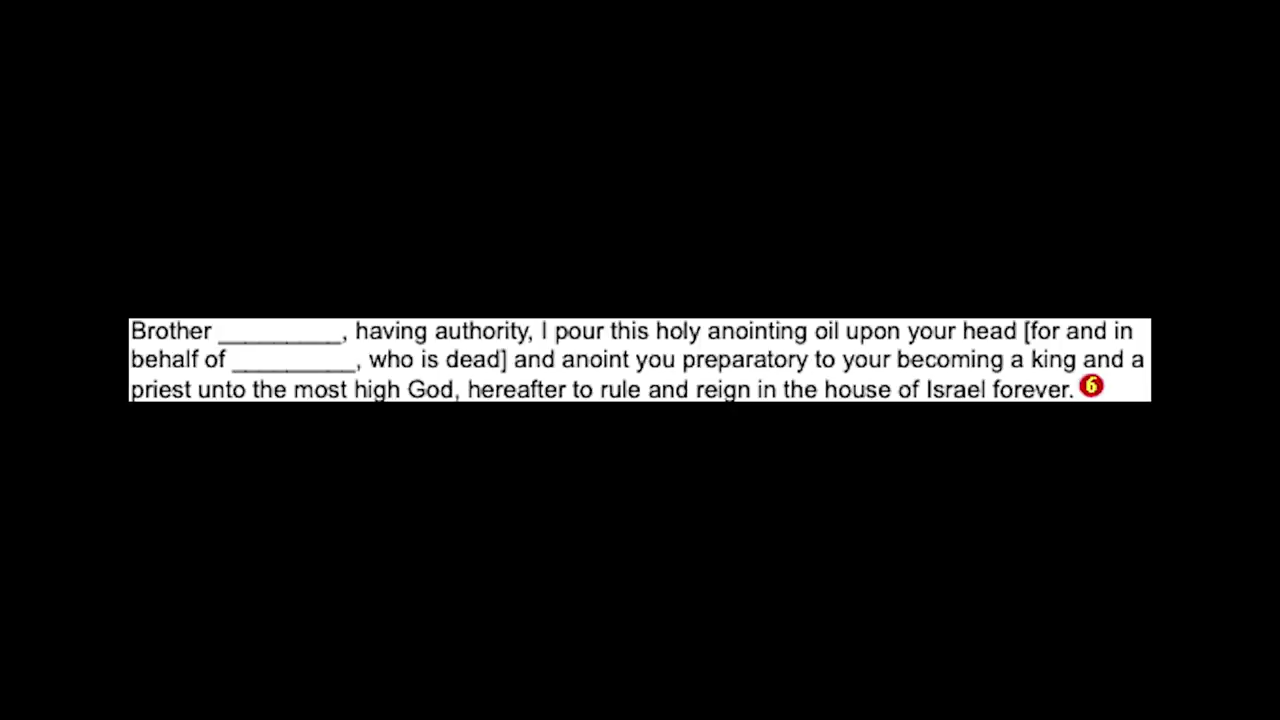 Brother __________, having authority, I pour this holy anointing oil upon your head [for and in
behalf of __________, who is dead] and anoint you preparatory to your becoming a king and a
priest unto the most high God, hereafter to rule and reign in the house of Israel forever. 6